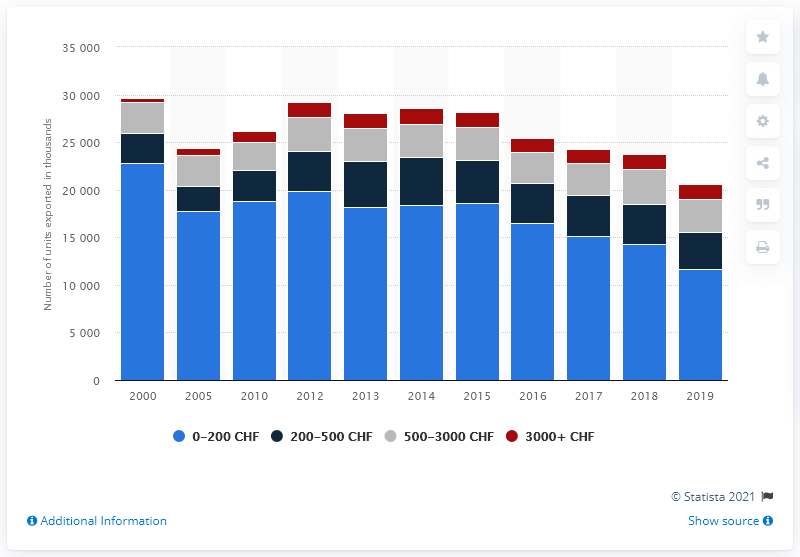 Number of units exported in thousands
35 000
30 000
25 000
20 000
15 000
10 000
5 000
0
2000 2005 2010 2012 2013 2014 2015 2016 2017 2018 2019
0–200 CHF 200–500 CHF 500–3000 CHF 3000+ CHF
© Statista 2021
Additional Information Show source